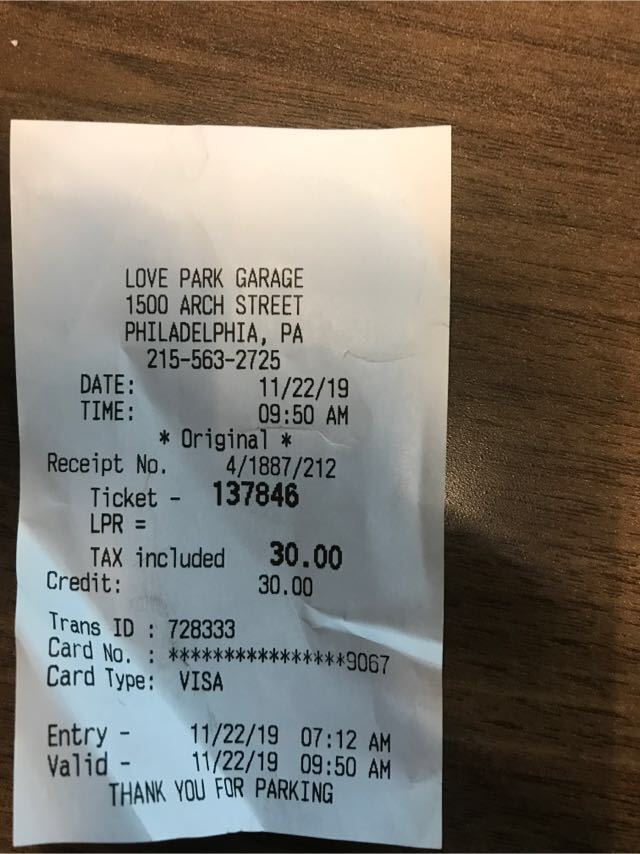 LOVE PARK GARAGE
1500 ARCH STREET
PHILADELPHIA, PA
215-563-2725
DATE: 11/22/19
TIME: 09:50 AM
* Original *
Receipt No. 4/1887/212
Ticket - 137846
LPR =
TAX included 30.00
Credit: 30.00
Trans ID : 728333
Card No. : ****************9067
Card Type: VISA
Entry - 11/22/19 07:12 AM
Valid - 11/22/19 09:50 AM
THANK YOU FOR PARKING